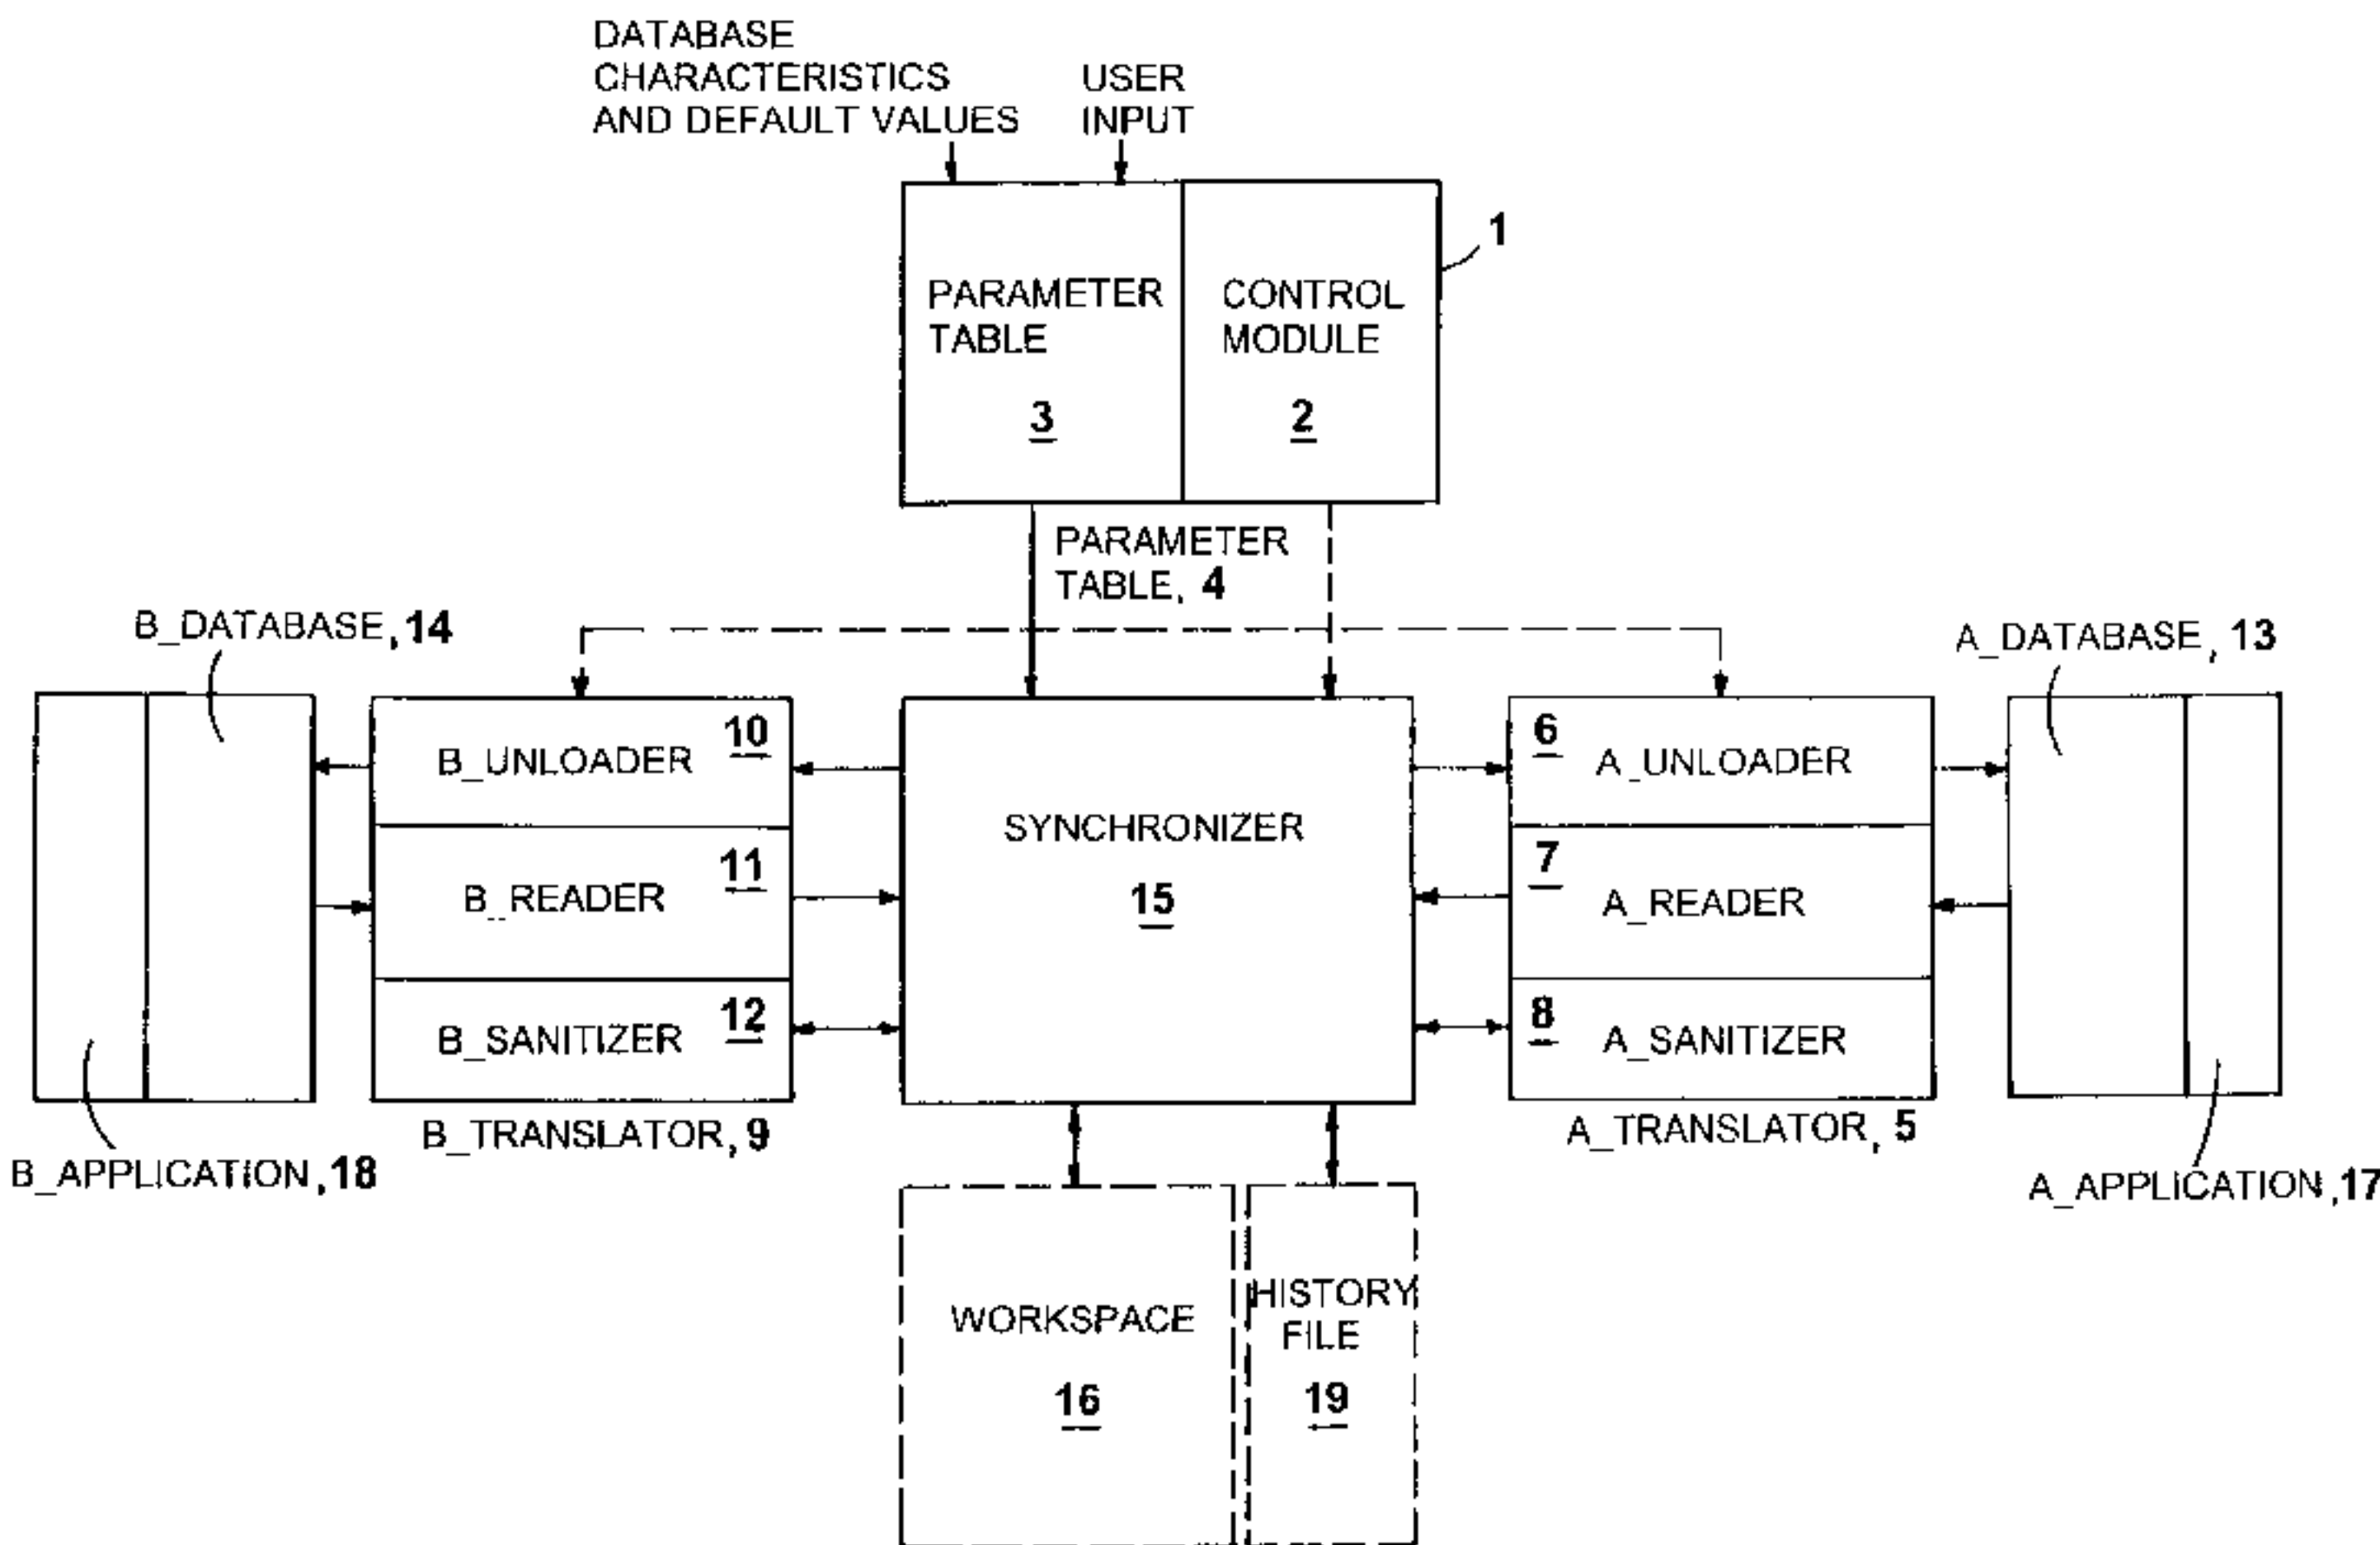 DATABASE
CHARACTERISTICS
AND DEFAULT VALUES
USER
INPUT
1
PARAMETER
TABLE
3
CONTROL
MODULE
2
PARAMETER
TABLE, 4
B_DATABASE, 14
A_DATABASE, 13
B_UNLOADER 10
B_READER 11
B_SANITIZER 12
SYNCHRONIZER
15
6 A_UNLOADER
7 A_READER
8 A_SANITIZER
B_TRANSLATOR, 9
A_TRANSLATOR, 5
B_APPLICATION, 18
A_APPLICATION, 17
WORKSPACE
16
HISTORY
FILE
19